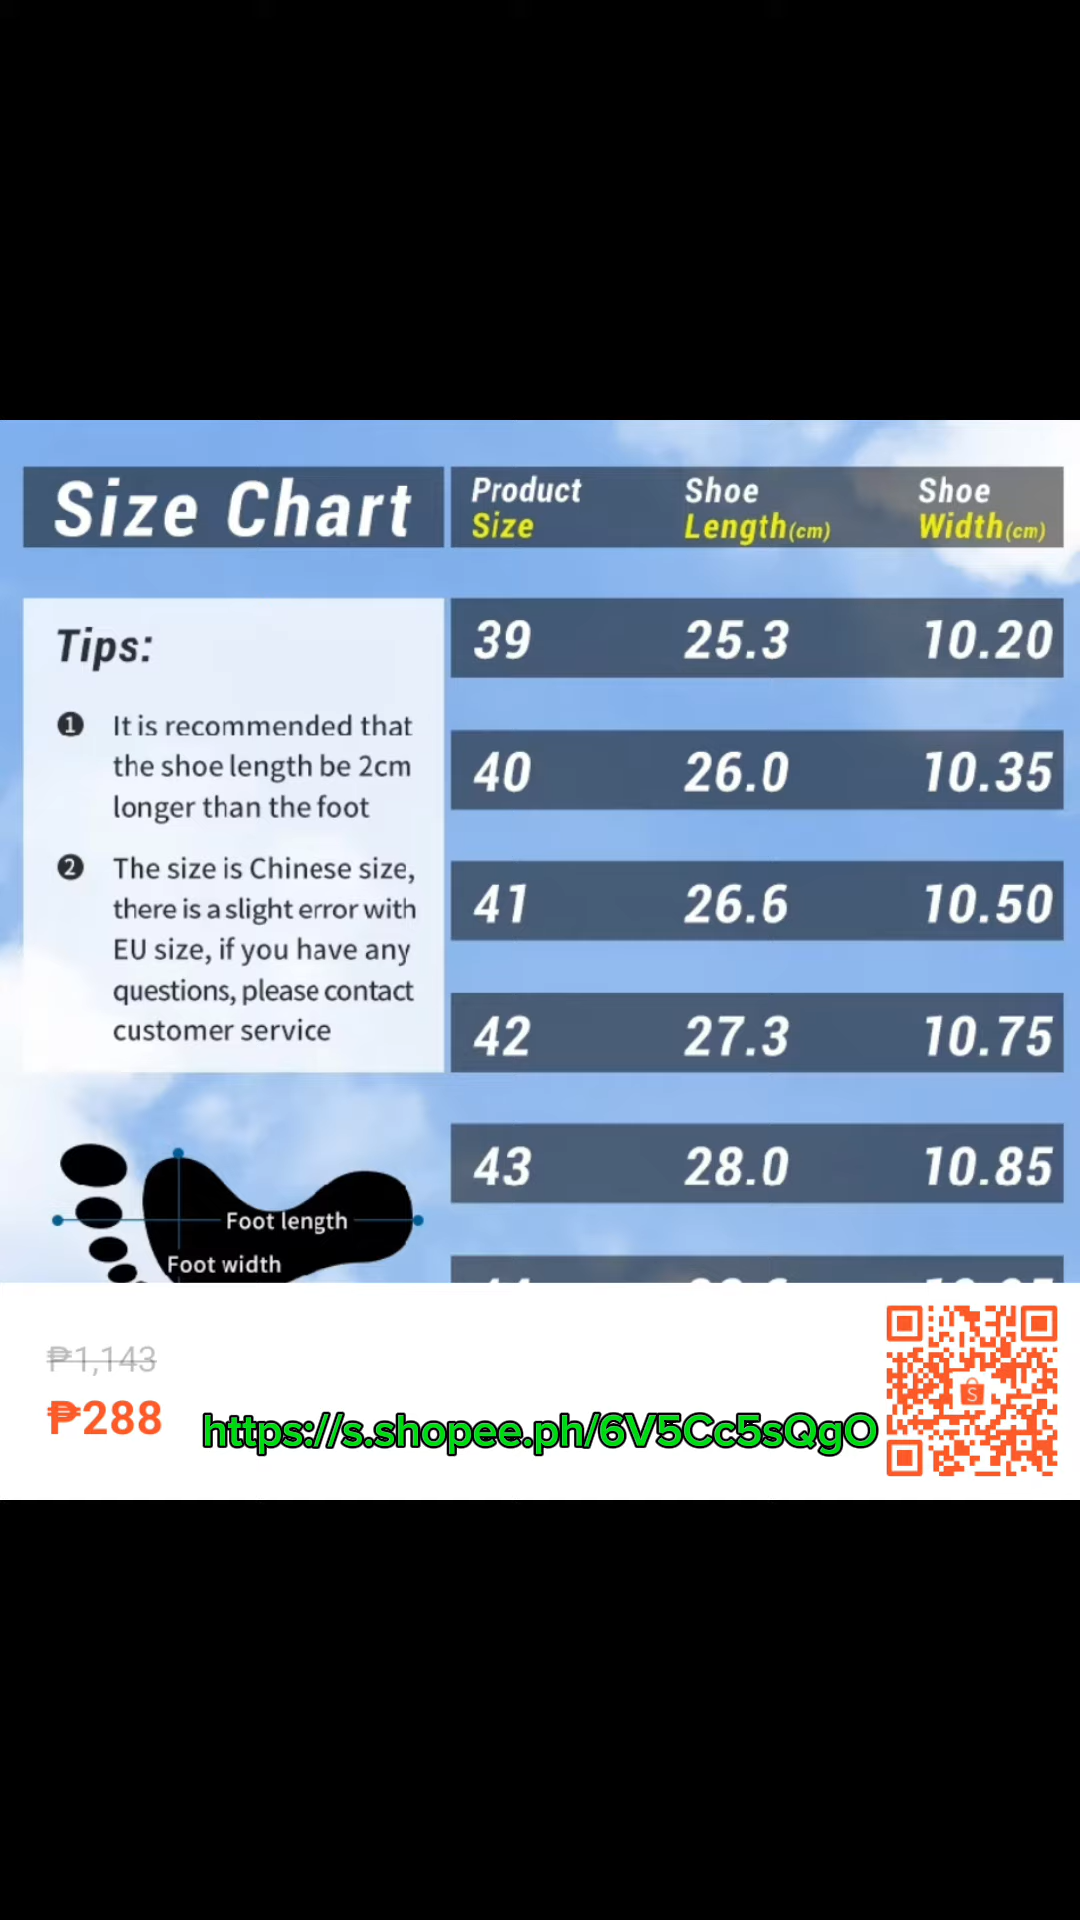 Size Chart
Product Size
Shoe Length(cm)
Shoe Width(cm)
Tips:
1 It is recommended that
the shoe length be 2cm
longer than the foot
2 The size is Chinese size,
there is a slight error with
EU size, if you have any
questions, please contact
customer service
39 25.3 10.20
40 26.0 10.35
41 26.6 10.50
42 27.3 10.75
43 28.0 10.85
Foot length
Foot width
₱1,143
₱288
https://s.shopee.ph/6V5Cc5sQgO
S